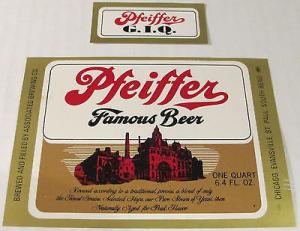 Pfeiffer
G.I.Q.
Pfeiffer
Famous Beer
BREWED AND FILLED BY ASSOCIATED BREWING CO.
CHICAGO, EVANSVILLE, ST. PAUL, SOUTH BEND
ONE QUART
6.4 FL. OZ.
Brewed according to a traditional process, a blend of only
the Finest Grains, Selected Hops, our Pure Strain of Yeast, then
Naturally Aged for Peak Flavor